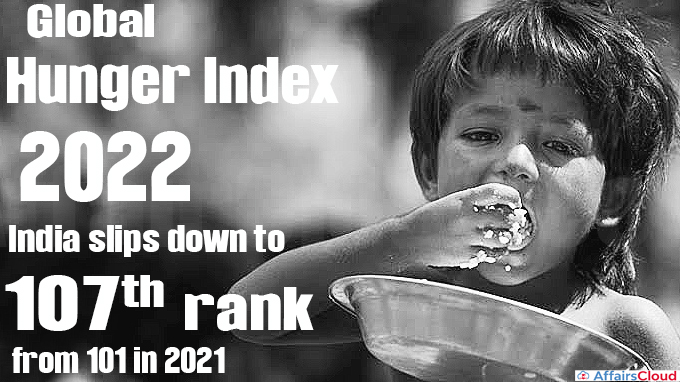 Global
Hunger Index
2022
India slips down to
107th rank
from 101 in 2021
AffairsCloud